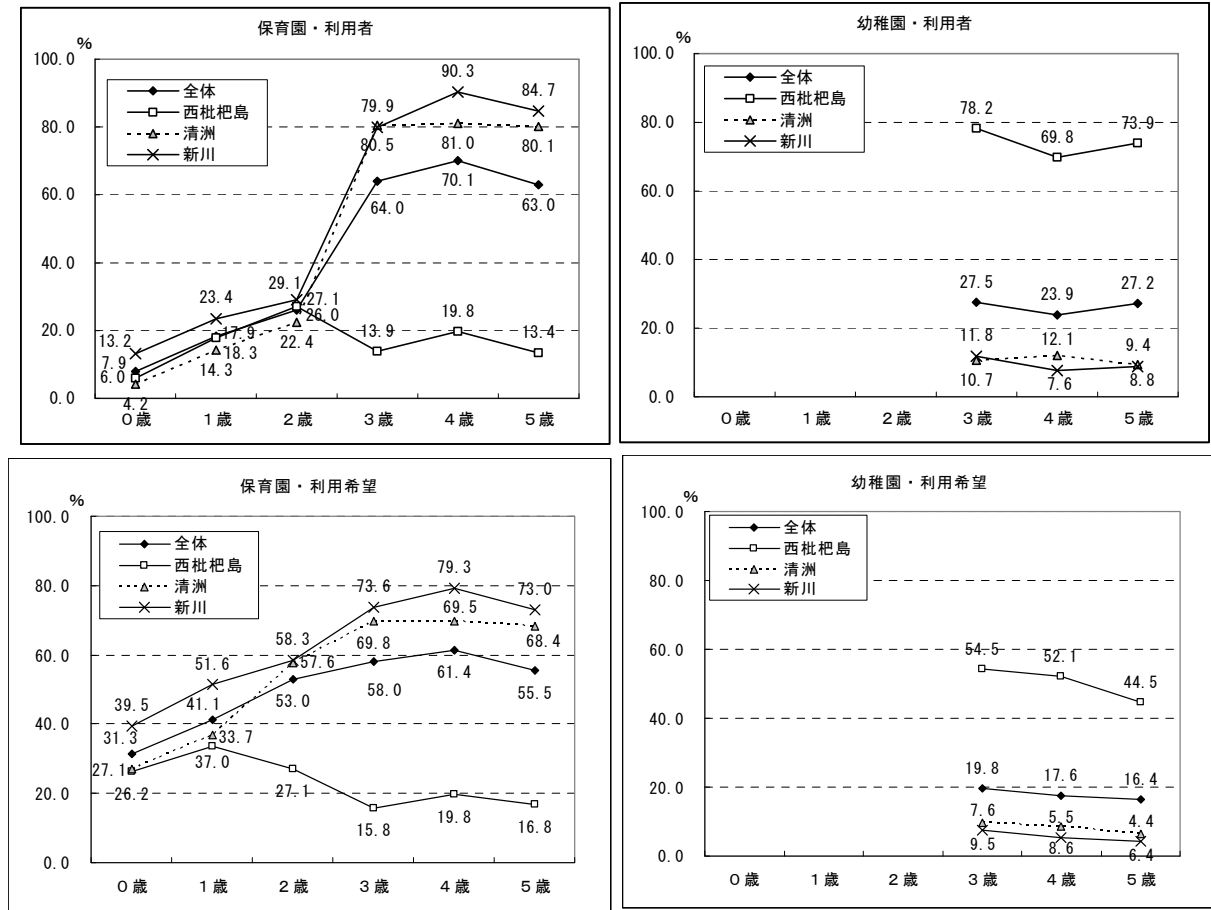 保育園・利用者
%
100.0
80.0
60.0
40.0
20.0
0.0
全体
西枇杷島
清洲
新川
13.2
7.9
6.0
4.2
23.4
17.9
18.3
14.3
29.1
27.1
26.0
22.4
79.9
80.5
64.0
13.9
90.3
81.0
70.1
19.8
84.7
80.1
63.0
13.4
0歳 1歳 2歳 3歳 4歳 5歳
幼稚園・利用者
%
100.0
80.0
60.0
40.0
20.0
0.0
全体
西枇杷島
清洲
新川
78.2 69.8 73.9
27.5 23.9 27.2
11.8 12.1 9.4
10.7 7.6 8.8
0歳 1歳 2歳 3歳 4歳 5歳
保育園・利用希望
%
100.0
80.0
60.0
40.0
20.0
0.0
全体
西枇杷島
清洲
新川
39.5
31.3
27.1
26.2
51.6
41.1
33.7
37.0
58.3
57.6
53.0
27.1
73.6
69.8
58.0
15.8
79.3
69.5
61.4
19.8
73.0
68.4
55.5
16.8
0歳 1歳 2歳 3歳 4歳 5歳
幼稚園・利用希望
%
100.0
80.0
60.0
40.0
20.0
0.0
全体
西枇杷島
清洲
新川
54.5 52.1 44.5
19.8 17.6 16.4
7.6 5.5 4.4
9.5 8.6 6.4
0歳 1歳 2歳 3歳 4歳 5歳